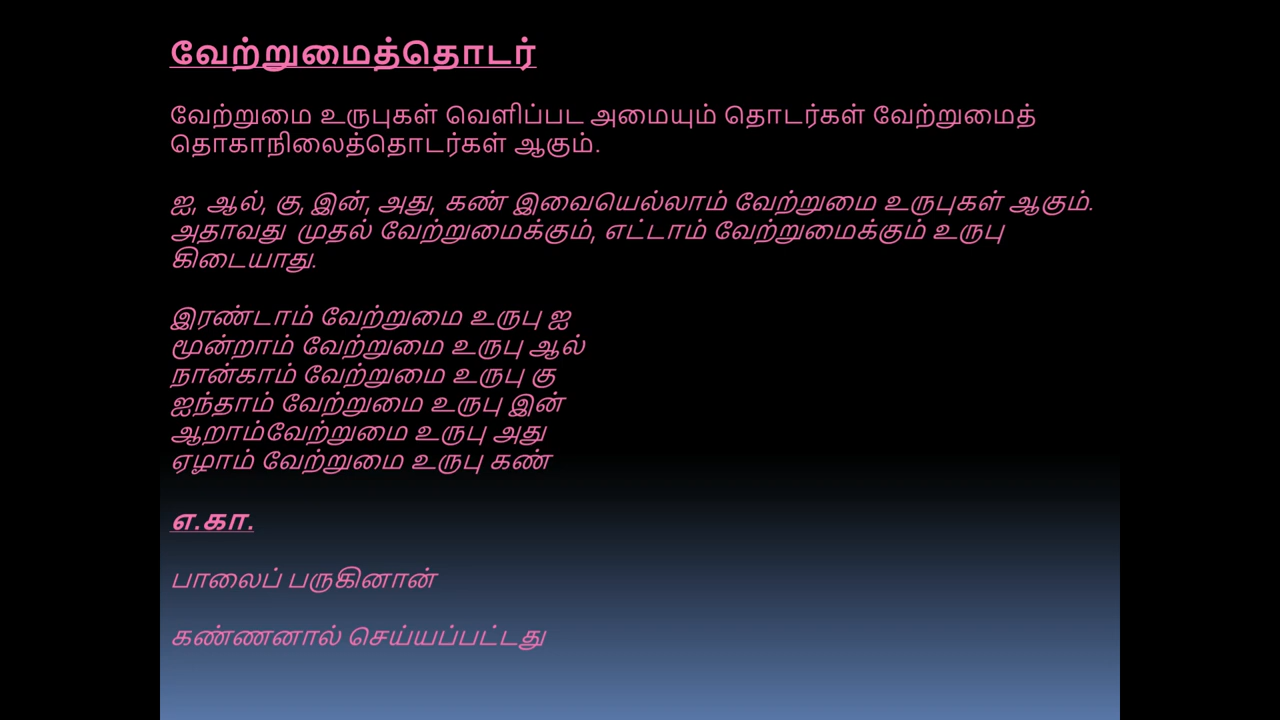 வேற்றுமைத்தொடர்
வேற்றுமை உருபுகள் வெளிப்பட அமையும் தொடர்கள் வேற்றுமைத்
தொகாநிலைத்தொடர்கள் ஆகும்.
ஐ, ஆல், கு, இன், அது, கண் இவையெல்லாம் வேற்றுமை உருபுகள் ஆகும்.
அதாவது முதல் வேற்றுமைக்கும், எட்டாம் வேற்றுமைக்கும் உருபு
கிடையாது.
இரண்டாம் வேற்றுமை உருபு ஐ
மூன்றாம் வேற்றுமை உருபு ஆல்
நான்காம் வேற்றுமை உருபு கு
ஐந்தாம் வேற்றுமை உருபு இன்
ஆறாம்வேற்றுமை உருபு அது
ஏழாம் வேற்றுமை உருபு கண்
எ.கா.
பாலைப் பருகினான்
கண்ணனால் செய்யப்பட்டது